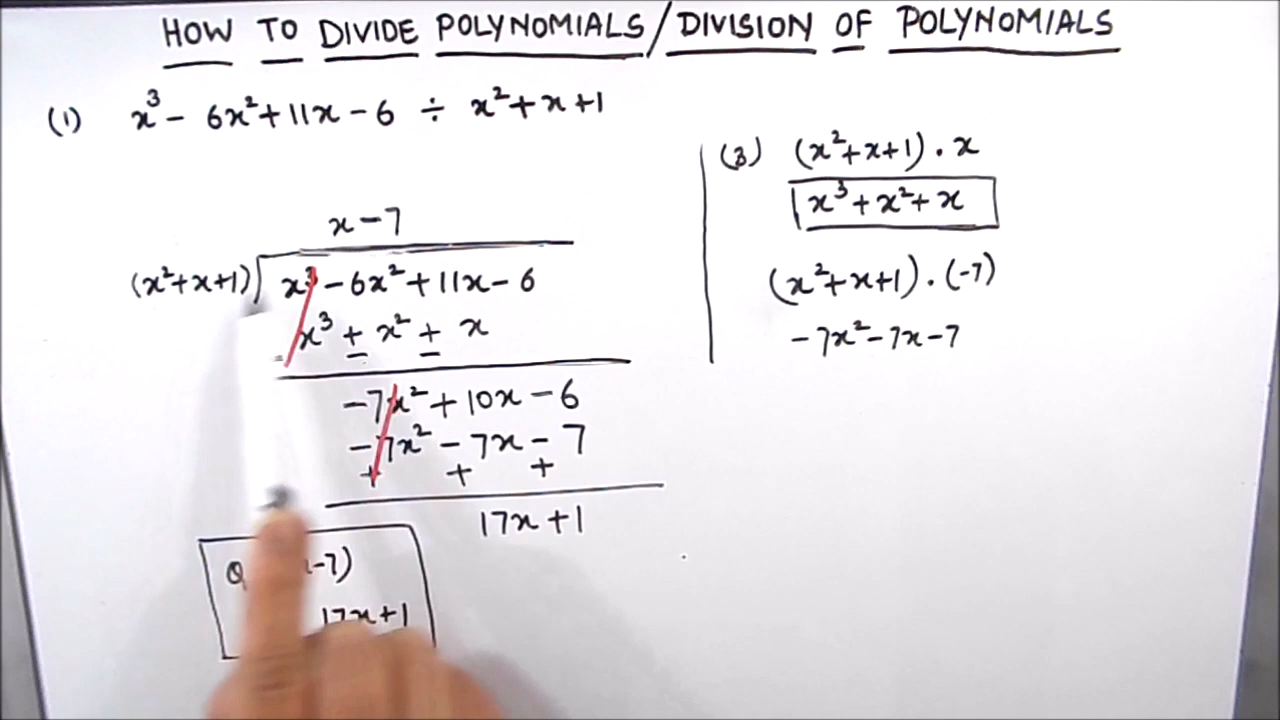 HOW TO DIVIDE POLYNOMIALS/DIVISION OF POLYNOMIALS
(1) x³ - 6x² + 11x - 6 ÷ x² + x + 1
x - 7
(x² + x + 1) x³ - 6x² + 11x - 6
x³ + x² + x
- -
-7x² + 10x - 6
-7x² - 7x - 7
+ + +
17x + 1
Q -7)
17x + 1
(3) (x² + x + 1) . x
x³ + x² + x
(x² + x + 1) . (-7)
-7x² - 7x - 7